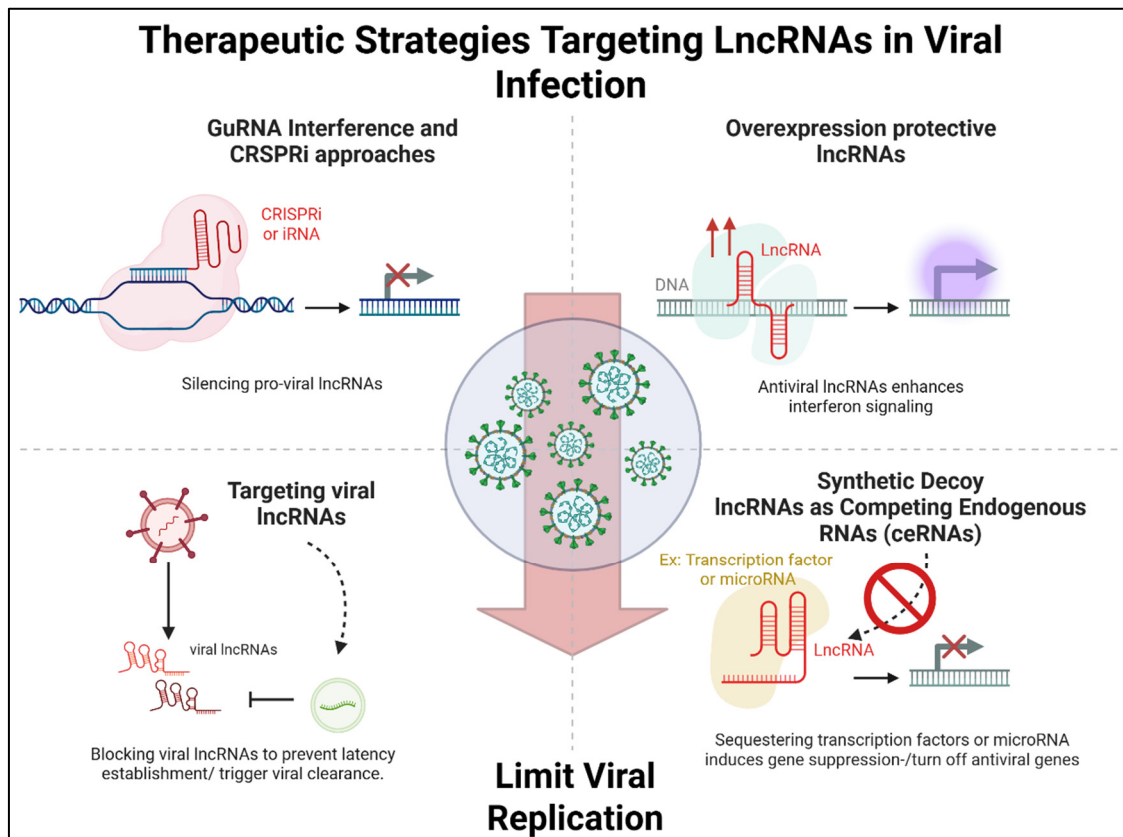 Therapeutic Strategies Targeting LncRNAs in Viral
Infection
GuRNA Interference and
CRSPRi approaches
CRISPRi
or iRNA
Silencing pro-viral lncRNAs
Overexpression protective
lncRNAs
LncRNA
DNA
Antiviral lncRNAs enhances
interferon signaling
Targeting viral
lncRNAs
viral lncRNAs
Blocking viral lncRNAs to prevent latency
establishment/ trigger viral clearance.
Synthetic Decoy
lncRNAs as Competing Endogenous
RNAs (ceRNAs)
Ex: Transcription factor
or microRNA
LncRNA
Sequestering transcription factors or microRNA
induces gene suppression-/turn off antiviral genes
Limit Viral
Replication